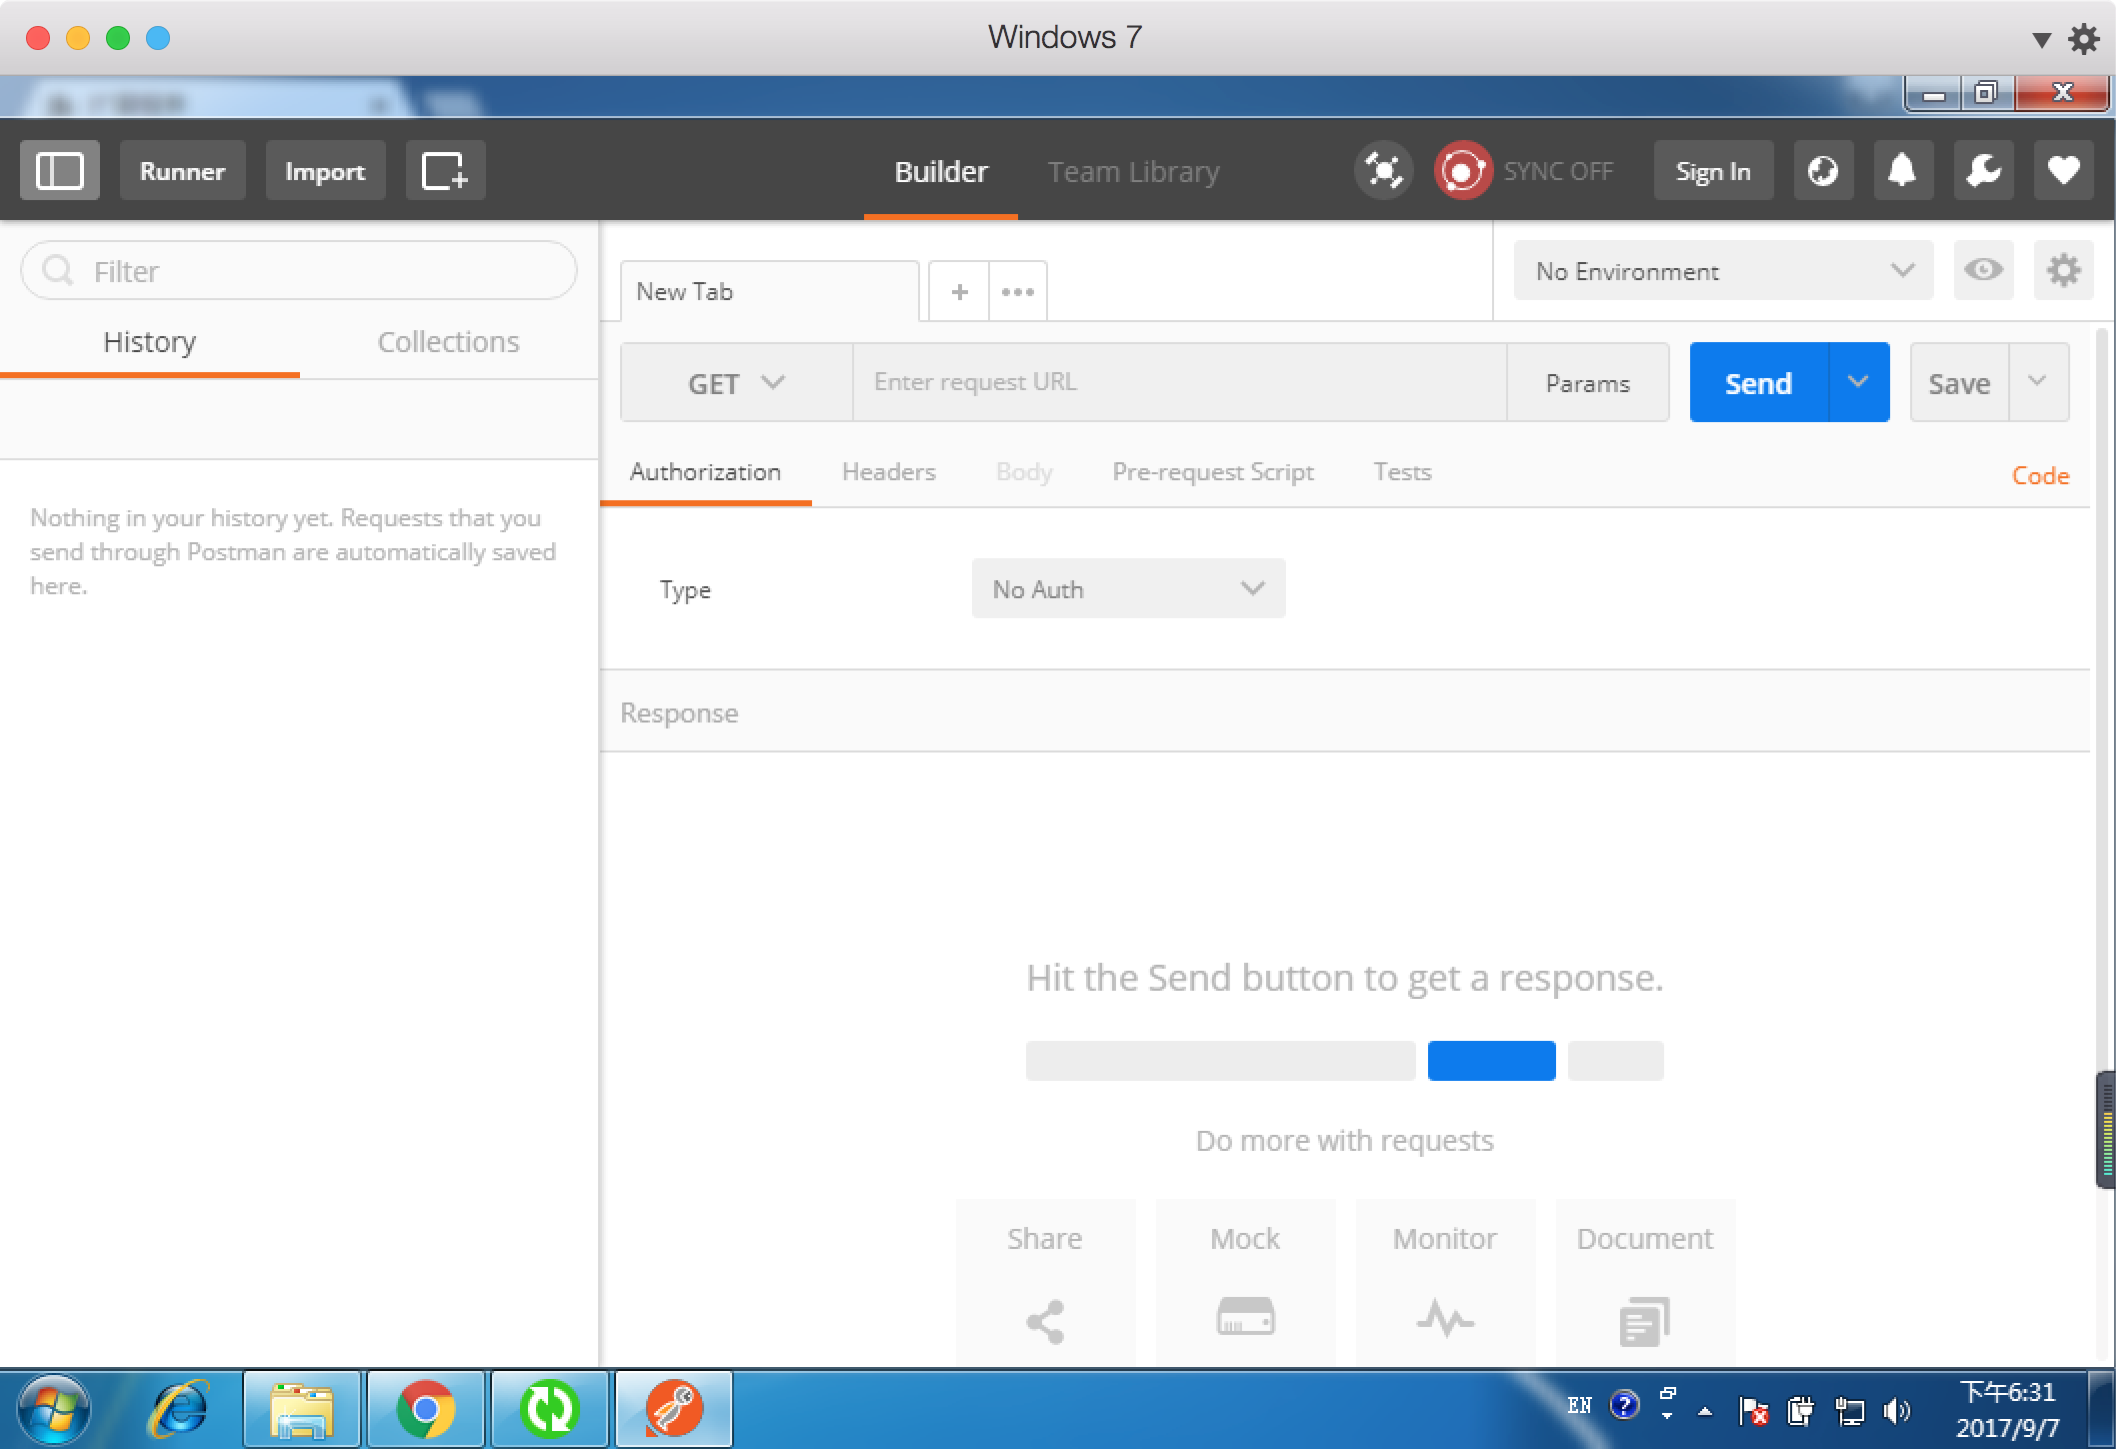 Windows 7
Runner
Import
Builder
Team Library
SYNC OFF
Sign In
Filter
History
Collections
Nothing in your history yet. Requests that you
send through Postman are automatically saved
here.
New Tab
No Environment
GET
Enter request URL
Params
Send
Save
Authorization
Headers
Body
Pre-request Script
Tests
Code
Type
No Auth
Response
Hit the Send button to get a response.
Do more with requests
Share
Mock
Monitor
Document
EN
下午6:31
2017/9/7